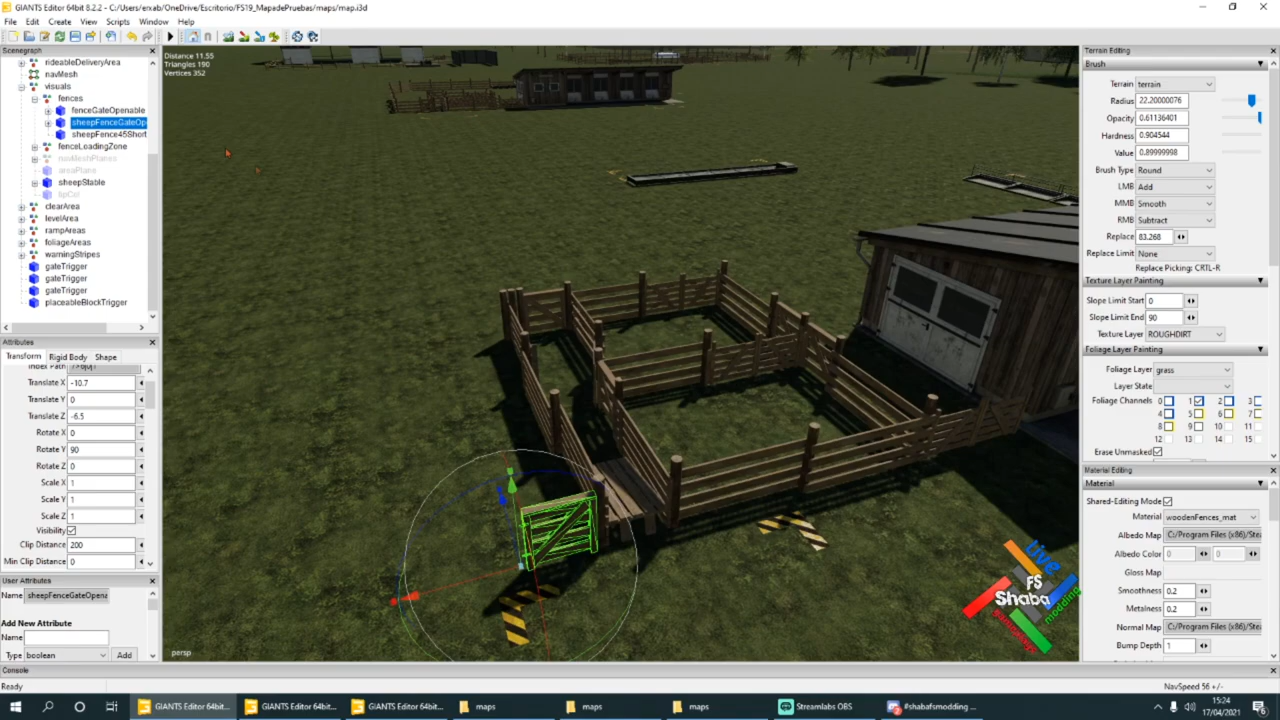 GIANTS Editor 64bit 8.2.2 - C:/Users/erxab/OneDrive/Escritorio/FS19_MapadePruebas/maps/map.i3d
File Edit Create View Scripts Window Help
Scenegraph
rideableDeliveryArea
navMesh
visuals
fences
fenceGateOpenable
sheepFenceGateOp
sheepFence45Short
fenceLoadingZone
navMeshPlanes
areaPlane
sheepStable
tipCol
clearArea
levelArea
rampAreas
foliageAreas
warningStripes
gateTrigger
gateTrigger
gateTrigger
placeableBlockTrigger
Attributes
Transform Rigid Body Shape
Index Path
Translate X -10.7
Translate Y 0
Translate Z -6.5
Rotate X 0
Rotate Y 90
Rotate Z 0
Scale X 1
Scale Y 1
Scale Z 1
Visibility
Clip Distance 200
Min Clip Distance 0
User Attributes
Name sheepFenceGateOpena
Add New Attribute
Name
Type boolean Add
Distance 11.55
Triangles 190
Vertices 352
persp
Live
FS
Shaba
modding
Terrain Editing
Brush
Terrain terrain
Radius 22.20000076
Opacity 0.61136401
Hardness 0.904544
Value 0.89999998
Brush Type Round
LMB Add
MMB Smooth
RMB Subtract
Replace 83.268
Replace Limit None
Replace Picking: CRTL-R
Texture Layer Painting
Slope Limit Start 0
Slope Limit End 90
Texture Layer ROUGHDIRT
Foliage Layer Painting
Foliage Layer grass
Layer State
Foliage Channels 0 1 2 3
4 5 6 7
8 9 10 11
12 13 14 15
Erase Unmasked
Material Editing
Material
Shared-Editing Mode
Material woodenFences_mat
Albedo Map C:/Program Files (x86)/Stea
Albedo Color 0 0
Gloss Map
Smoothness 0.2
Metalness 0.2
Normal Map C:/Program Files (x86)/Stea
Bump Depth 1
Console
Ready NavSpeed 56 +/-
GIANTS Editor 64bit... GIANTS Editor 64bit... GIANTS Editor 64bit... maps maps maps Streamlabs OBS #shabafsmodding ...
15:24
17/04/2021
6